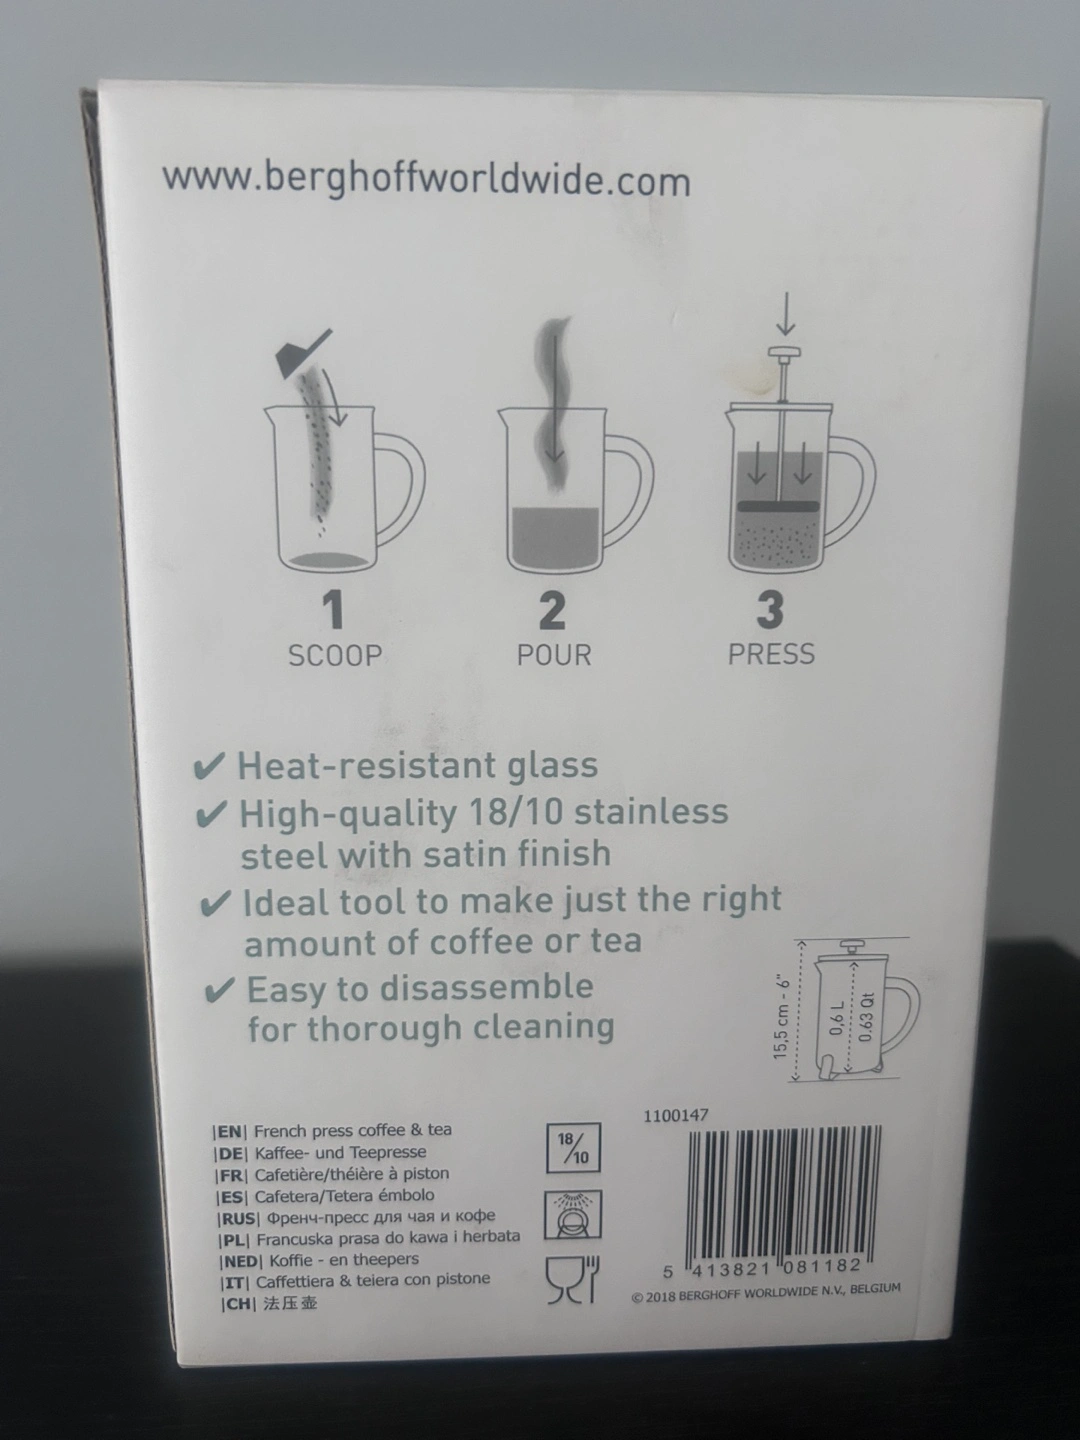 www.berghoffworldwide.com
1
SCOOP
2
POUR
3
PRESS
✔ Heat-resistant glass
✔ High-quality 18/10 stainless
steel with satin finish
✔ Ideal tool to make just the right
amount of coffee or tea
✔ Easy to disassemble
for thorough cleaning
15,5 cm - 6"
0,6 L
0.63 Qt
|EN| French press coffee & tea
|DE| Kaffee- und Teepresse
|FR| Cafetière/théière à piston
|ES| Cafetera/Tetera émbolo
|RUS| Френч-пресс для чая и кофе
|PL| Francuska prasa do kawa i herbata
|NED| Koffie - en theepers
|IT| Caffettiera & teiera con pistone
|CH| 法压壶
18/10
1100147
5 413821 081182
© 2018 BERGHOFF WORLDWIDE N.V., BELGIUM